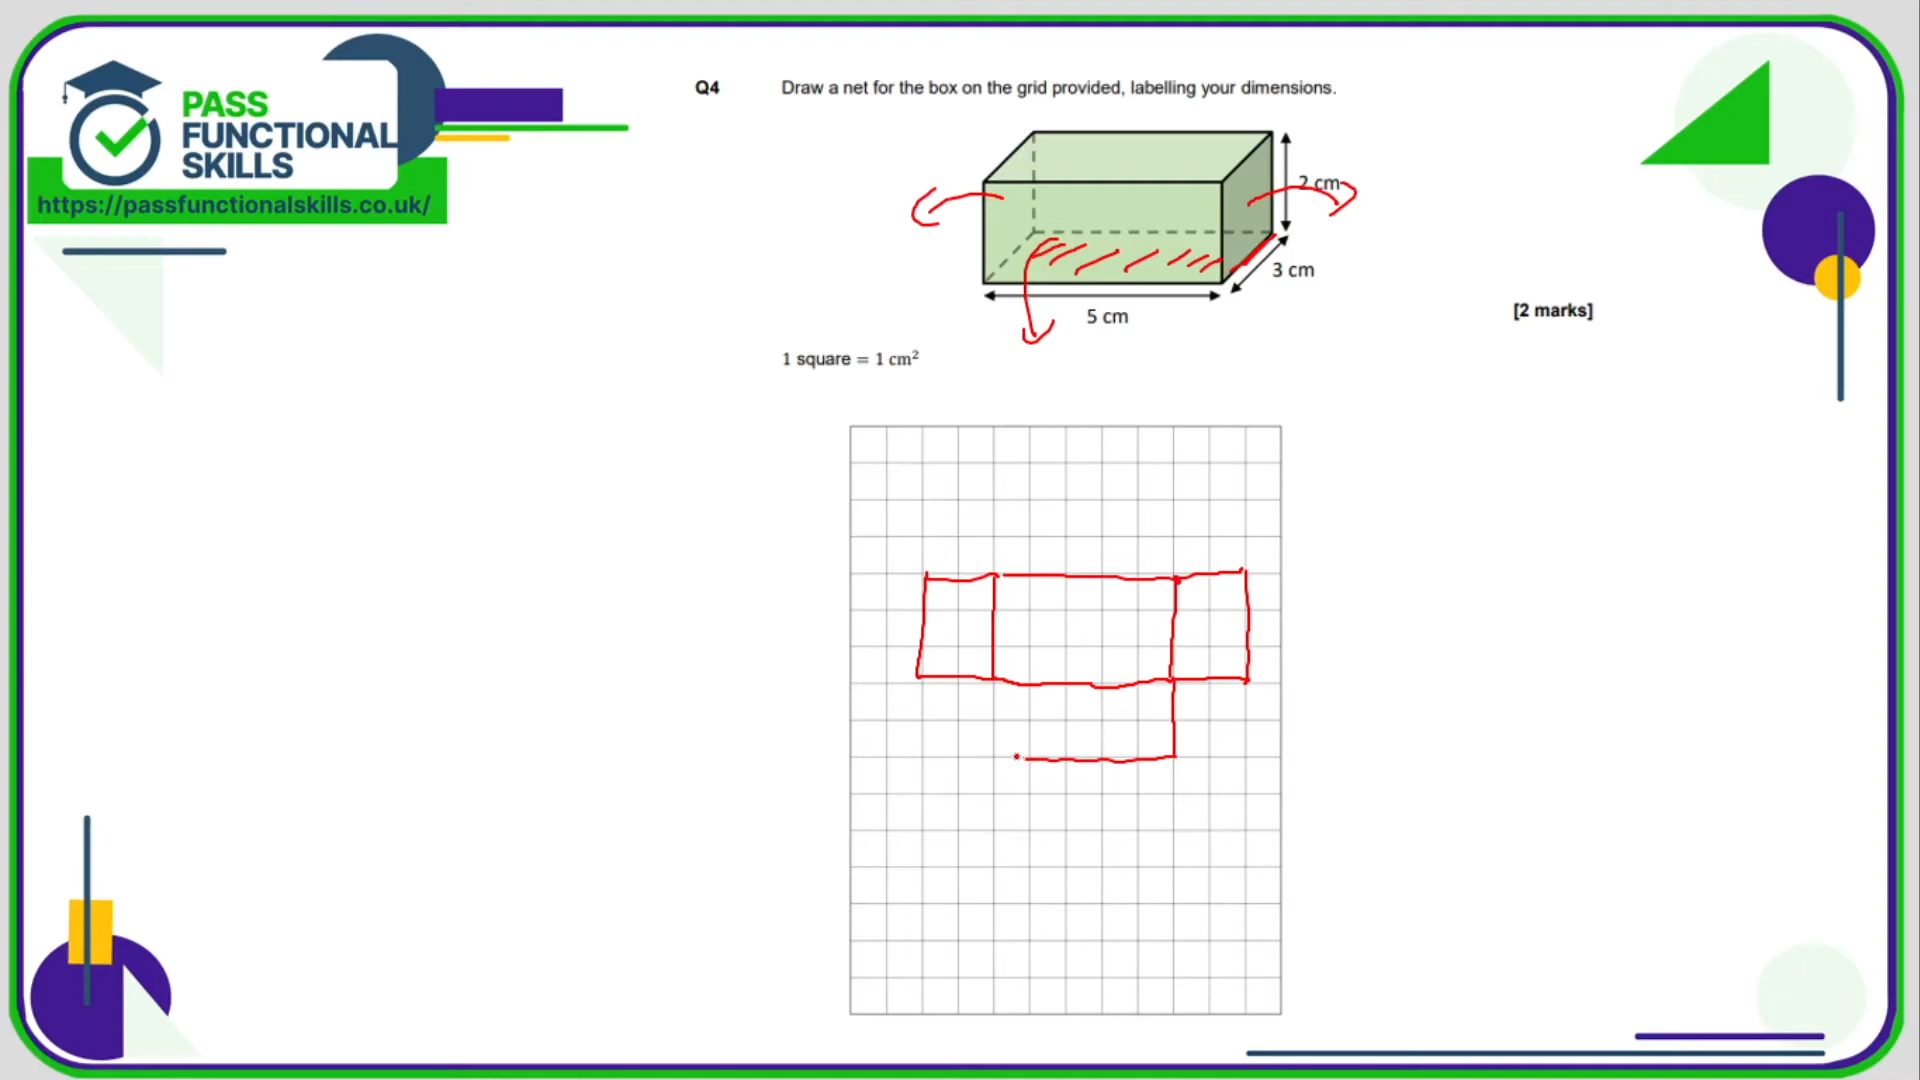 PASS
FUNCTIONAL
SKILLS
https://passfunctionalskills.co.uk/
Q4 Draw a net for the box on the grid provided, labelling your dimensions.
2 cm
3 cm
5 cm
[2 marks]
1 square = 1 cm²